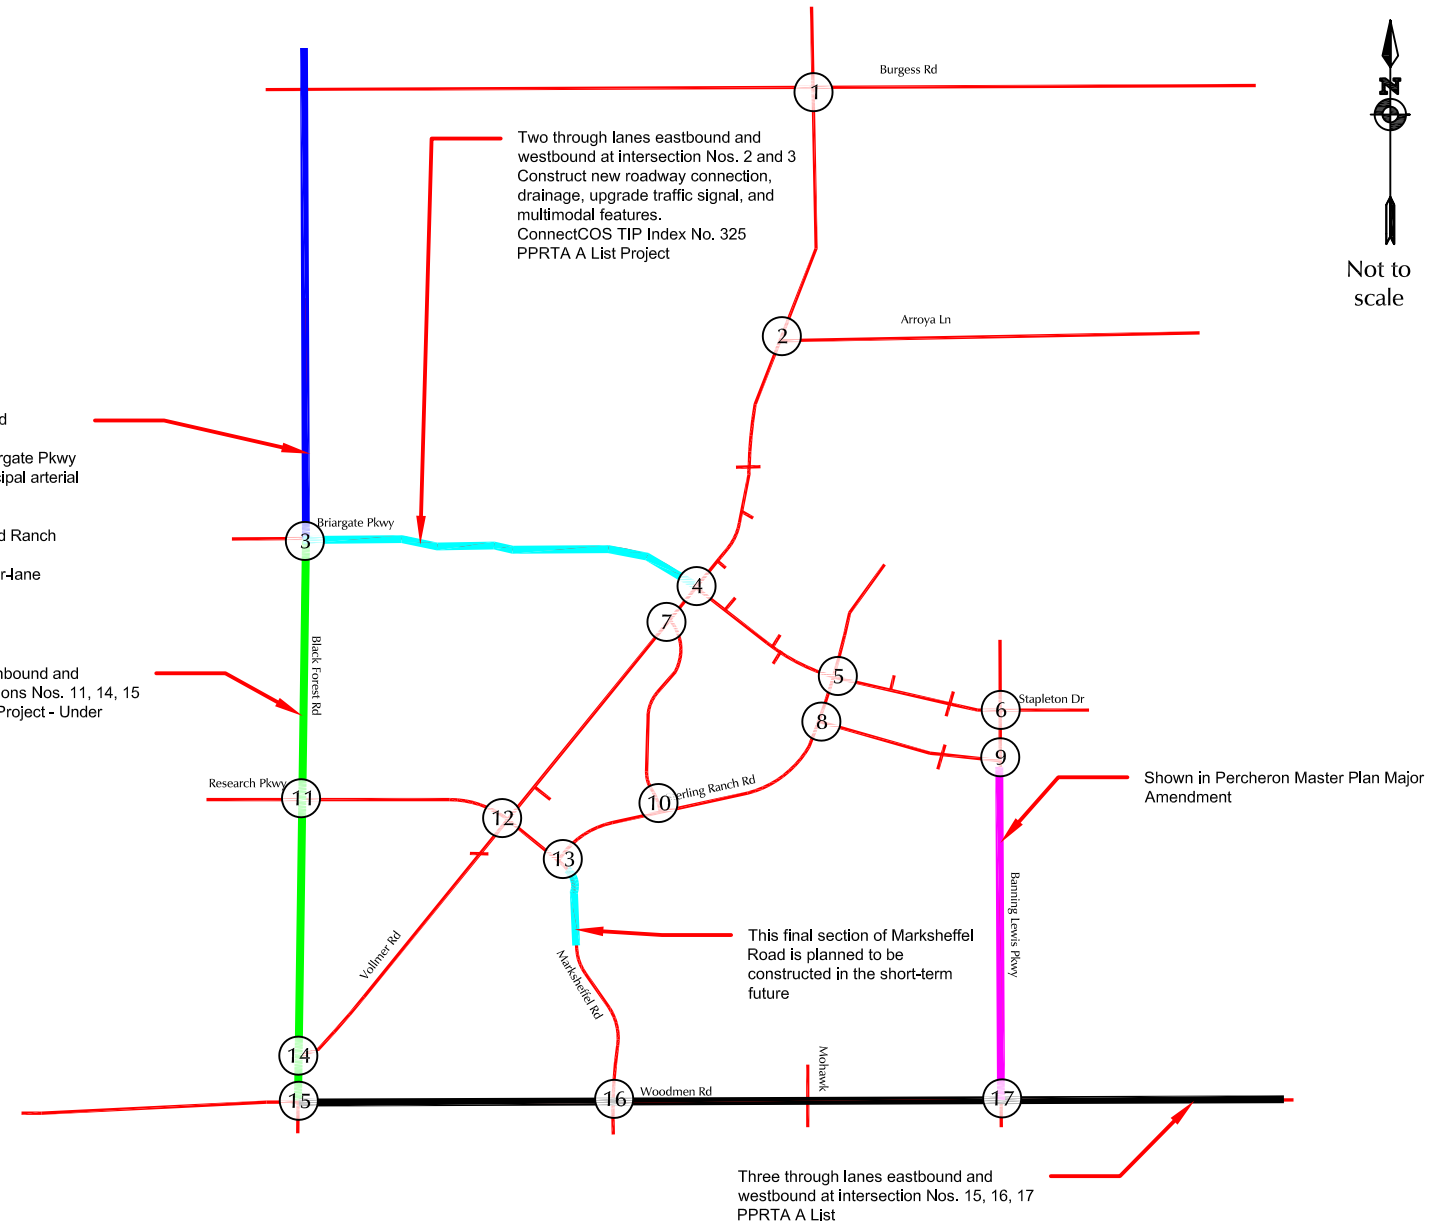 Burgess Rd
1
N
Not to
scale
Two through lanes eastbound and
westbound at intersection Nos. 2 and 3
Construct new roadway connection,
drainage, upgrade traffic signal, and
multimodal features.
ConnectCOS TIP Index No. 325
PPRTA A List Project
Arroya Ln
2
d
rgate Pkwy
cipal arterial
d Ranch
r-lane
Briargate Pkwy
3
4
7
Black Forest Rd
nbound and
ons Nos. 11, 14, 15
Project - Under
5
6
Stapleton Dr
8
9
Research Pkwy
11
10
erling Ranch Rd
12
13
Shown in Percheron Master Plan Major
Amendment
Banning Lewis Pkwy
Vollmer Rd
Marksheffel Rd
This final section of Marksheffel
Road is planned to be
constructed in the short-term
future
14
15
16
Woodmen Rd
Mohawk
17
Three through lanes eastbound and
westbound at intersection Nos. 15, 16, 17
PPRTA A List